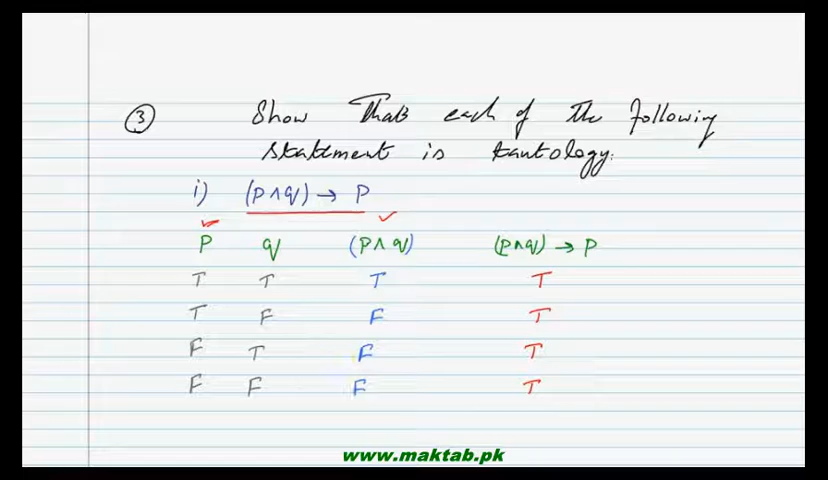 ③ Show That each of the following
statement is tautology.
i) (p∧q) → p
p q (p∧q) (p∧q) → p
T T T T
T F F T
F T F T
F F F T
www.maktab.pk